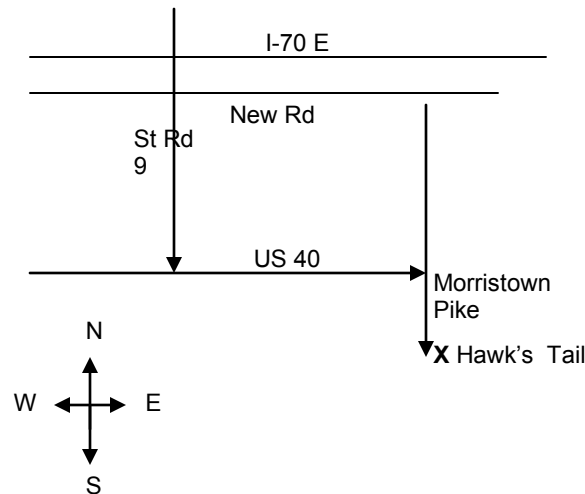 I-70 E
New Rd
St Rd
9
US 40
Morristown
Pike
X Hawk's Tail
N
W E
S